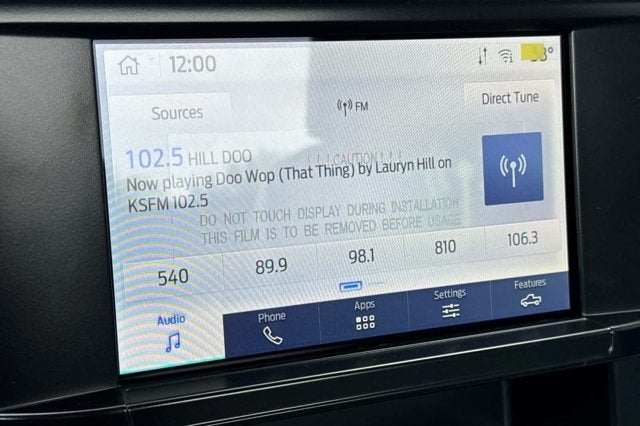 12:00
Sources
FM
Direct Tune
102.5 HILL DOO
! ! ! CAUTION ! ! !
Now playing Doo Wop (That Thing) by Lauryn Hill on
KSFM 102.5
DO NOT TOUCH DISPLAY DURING INSTALLATION
THIS FILM IS TO BE REMOVED BEFORE USAGE
540
89.9
98.1
810
106.3
Audio
Phone
Apps
Settings
Features